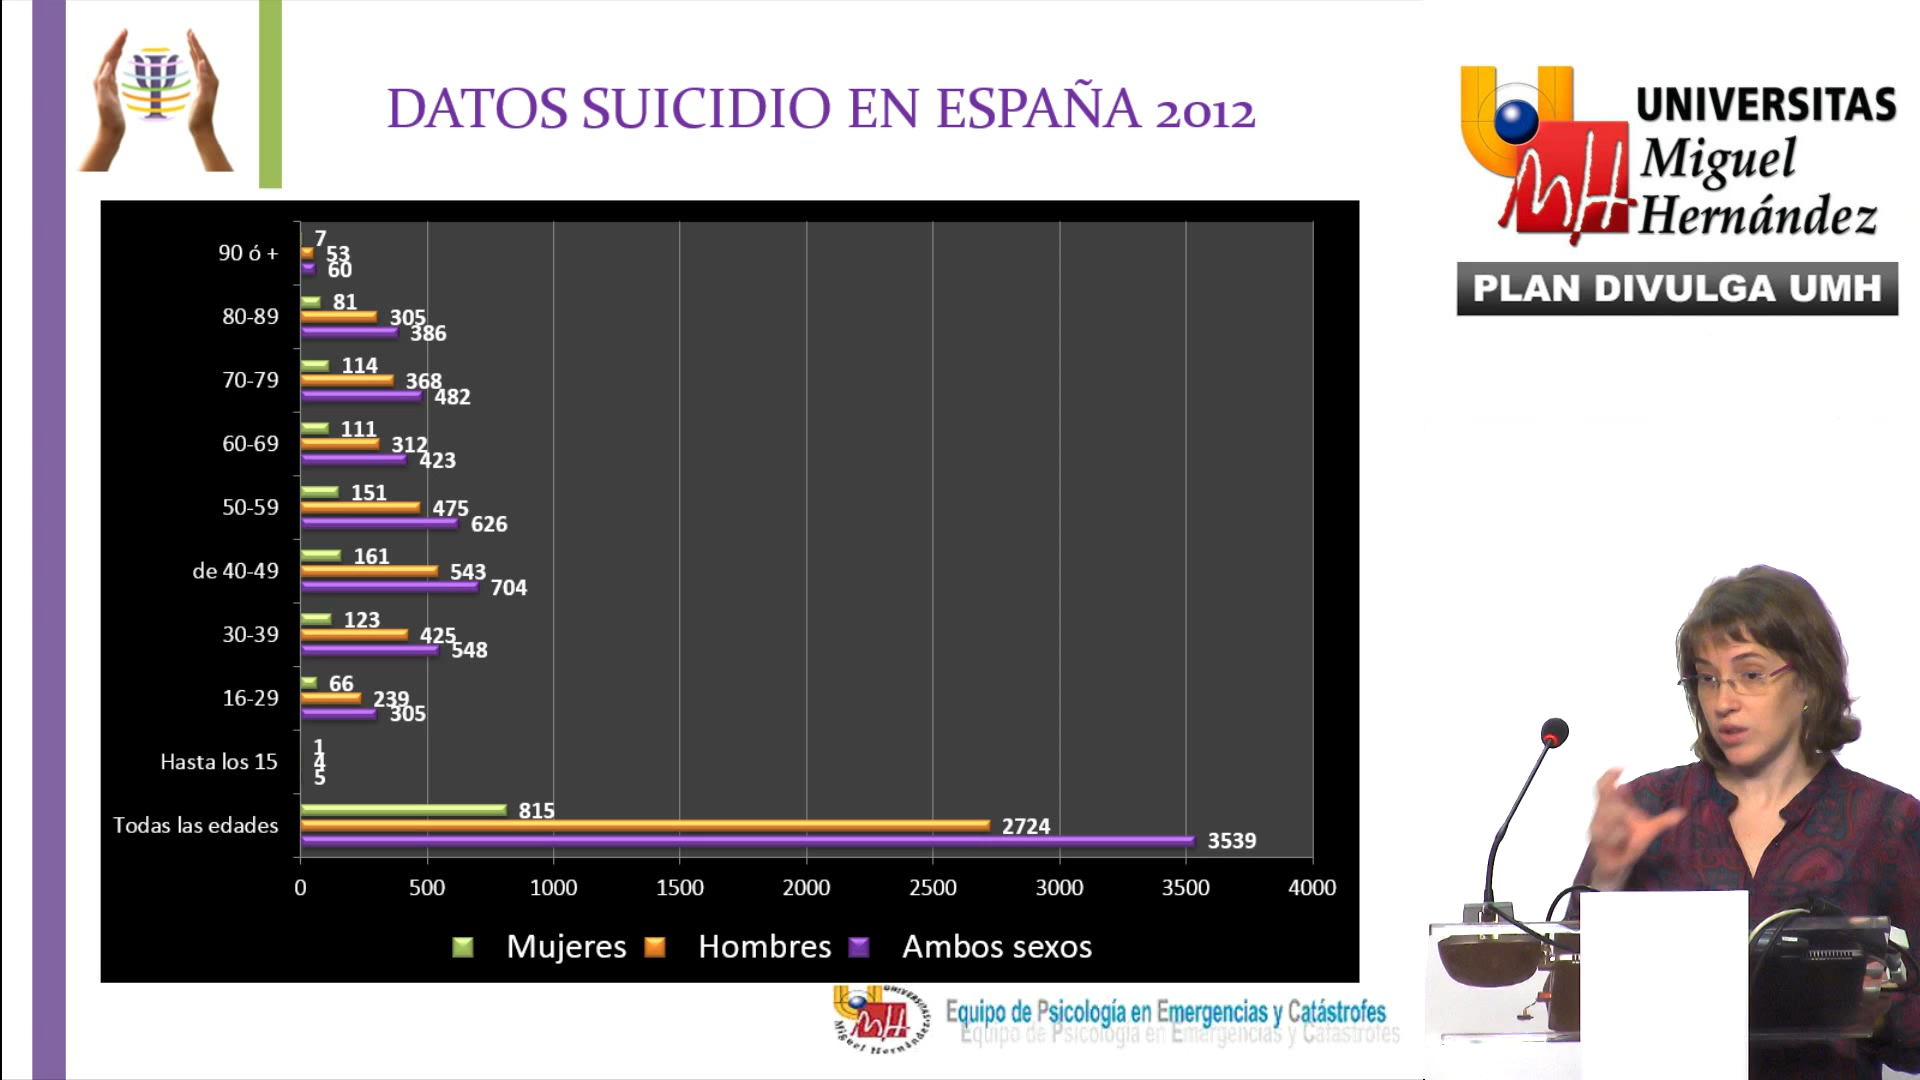 DATOS SUICIDIO EN ESPAÑA 2012
UNIVERSITAS
Miguel
Hernández
PLAN DIVULGA UMH
90 ó +
7
53
60
80-89
81
305
386
70-79
114
368
482
60-69
111
312
423
50-59
151
475
626
de 40-49
161
543
704
30-39
123
425
548
16-29
66
239
305
Hasta los 15
1
4
5
Todas las edades
815
2724
3539
0 500 1000 1500 2000 2500 3000 3500 4000
Mujeres Hombres Ambos sexos
UNIVERSITAS
Miguel Hernández
Equipo de Psicología en Emergencias y Catástrofes